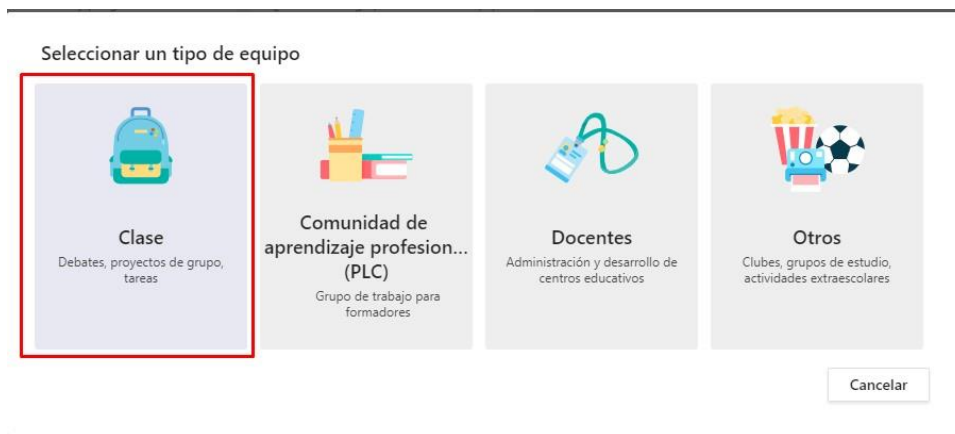 Seleccionar un tipo de equipo
Clase
Debates, proyectos de grupo,
tareas
Comunidad de
aprendizaje profesion...
(PLC)
Grupo de trabajo para
formadores
Docentes
Administración y desarrollo de
centros educativos
Otros
Clubes, grupos de estudio,
actividades extraescolares
Cancelar